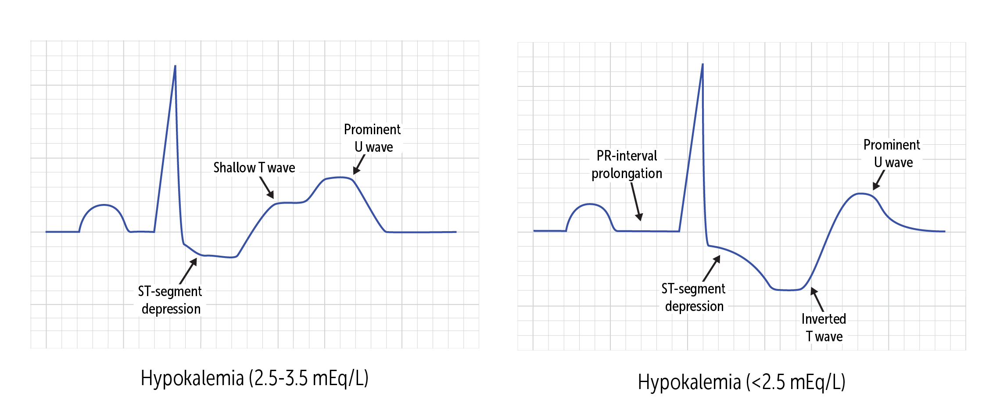 Prominent
U wave
Shallow T wave
ST-segment
depression
Hypokalemia (2.5-3.5 mEq/L)
Prominent
U wave
PR-interval
prolongation
ST-segment
depression
Inverted
T wave
Hypokalemia (<2.5 mEq/L)